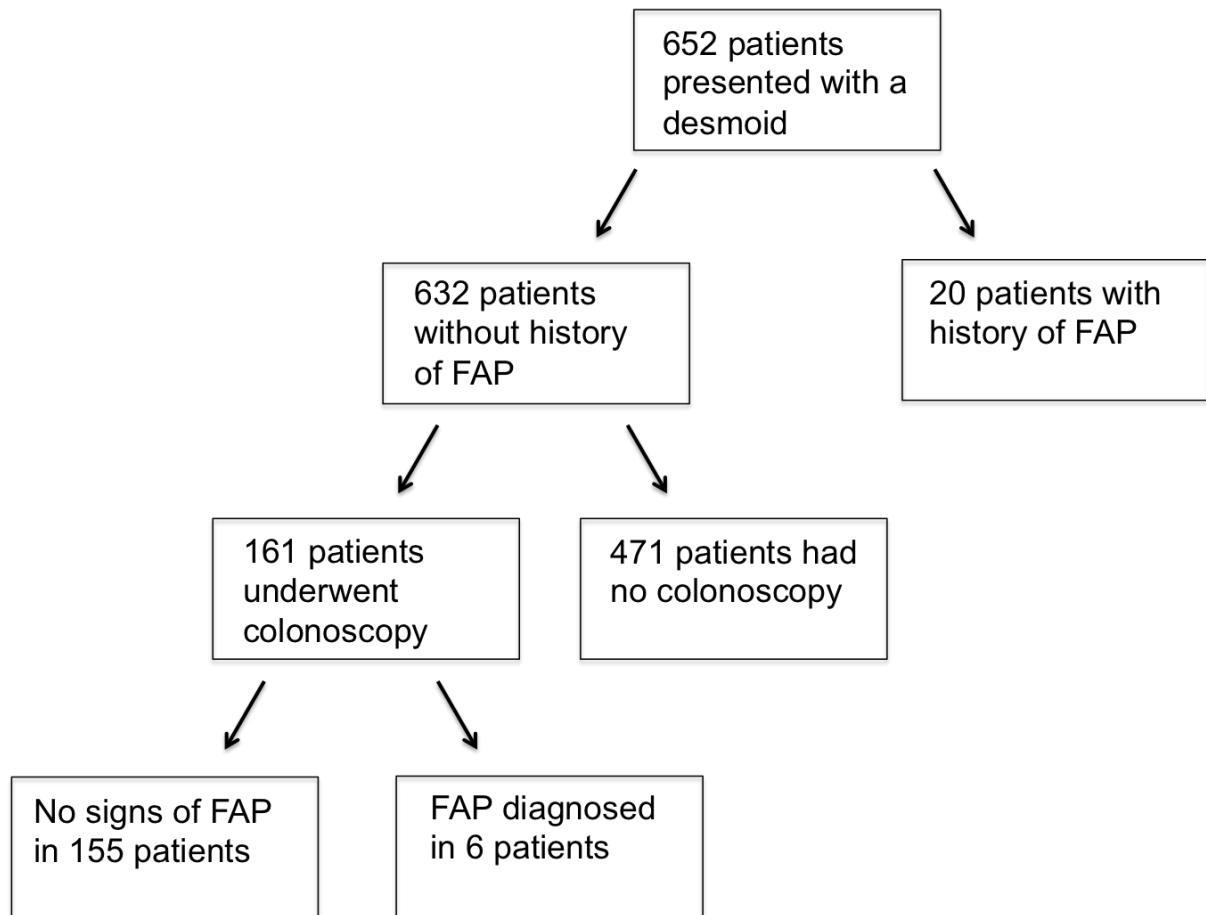 652 patients
presented with a
desmoid
632 patients
without history
of FAP
20 patients with
history of FAP
161 patients
underwent
colonoscopy
471 patients had
no colonoscopy
No signs of FAP
in 155 patients
FAP diagnosed
in 6 patients